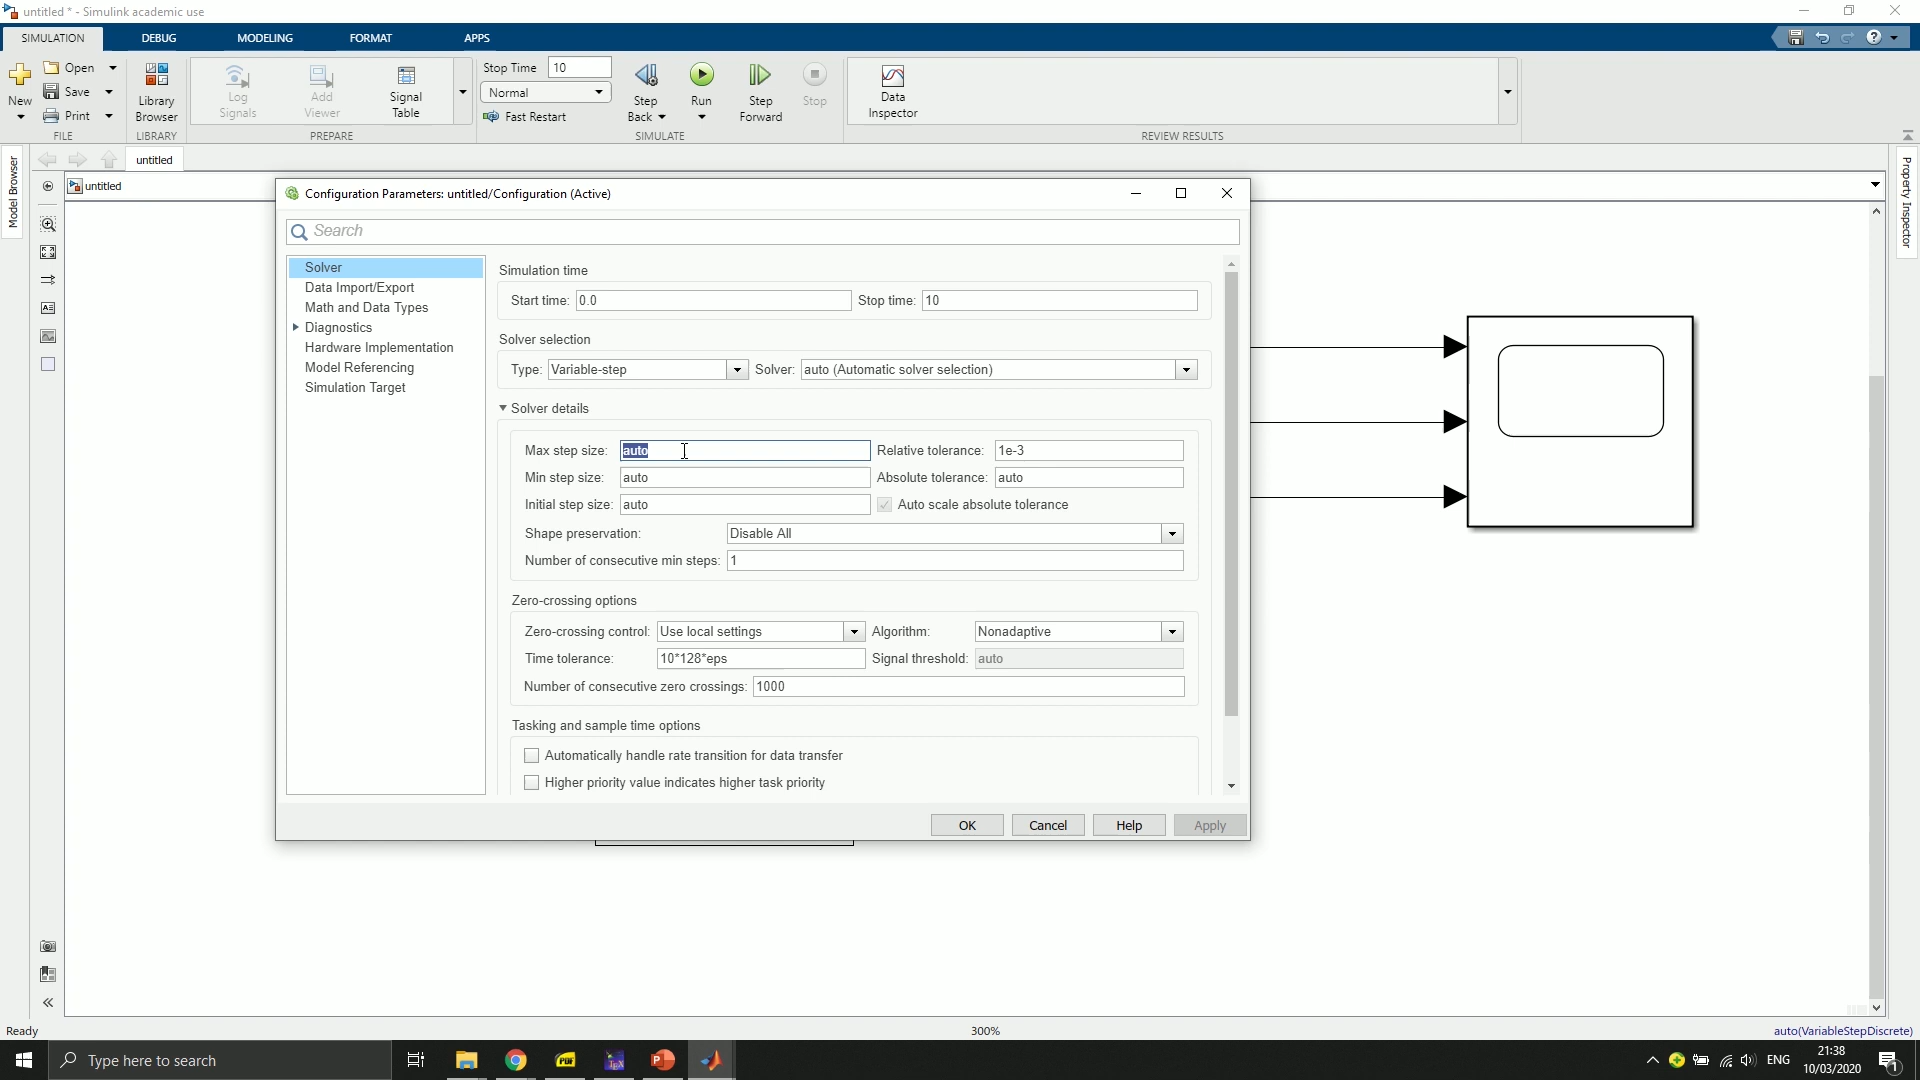 untitled * - Simulink academic use
SIMULATION DEBUG MODELING FORMAT APPS
New
Open
Save
Print
FILE
Library Browser
LIBRARY
Log Signals
Add Viewer
Signal Table
PREPARE
Stop Time 10
Normal
Fast Restart
Step Back
Run
Step Forward
Stop
SIMULATE
Data Inspector
REVIEW RESULTS
Model Browser
untitled
untitled
Property Inspector
Configuration Parameters: untitled/Configuration (Active)
Search
Solver
Data Import/Export
Math and Data Types
Diagnostics
Hardware Implementation
Model Referencing
Simulation Target
Simulation time
Start time: 0.0 Stop time: 10
Solver selection
Type: Variable-step Solver: auto (Automatic solver selection)
Solver details
Max step size: auto Relative tolerance: 1e-3
Min step size: auto Absolute tolerance: auto
Initial step size: auto Auto scale absolute tolerance
Shape preservation: Disable All
Number of consecutive min steps: 1
Zero-crossing options
Zero-crossing control: Use local settings Algorithm: Nonadaptive
Time tolerance: 10*128*eps Signal threshold: auto
Number of consecutive zero crossings: 1000
Tasking and sample time options
Automatically handle rate transition for data transfer
Higher priority value indicates higher task priority
OK Cancel Help Apply
Ready 300% auto(VariableStepDiscrete)
Type here to search
ENG
21:38
10/03/2020